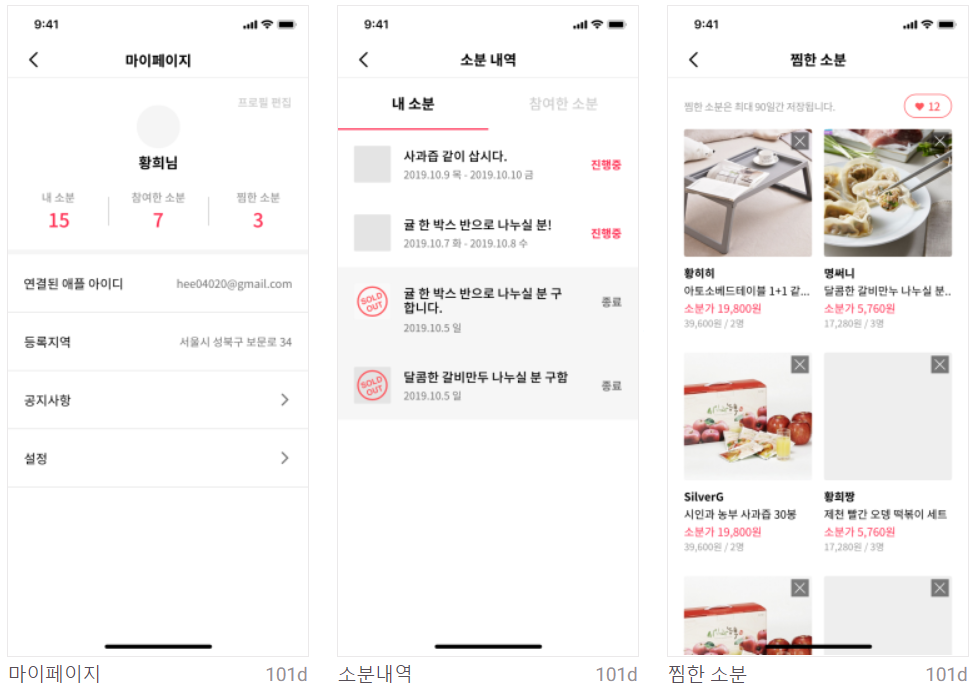 9:41
마이페이지
프로필 편집
황희님
내 소분
참여한 소분
찜한 소분
15
7
3
연결된 애플 아이디
hee04020@gmail.com
등록지역
서울시 성북구 보문로 34
공지사항
설정
마이페이지
101d
9:41
소분 내역
내 소분
참여한 소분
사과즙 같이 삽시다.
2019.10.9 목 - 2019.10.10 금
진행중
귤 한 박스 반으로 나누실 분!
2019.10.7 화 - 2019.10.8 수
진행중
SOLD
OUT
귤 한 박스 반으로 나누실 분 구
합니다.
2019.10.5 일
종료
SOLD
OUT
달콤한 갈비만두 나누실 분 구함
2019.10.5 일
종료
소분내역
101d
9:41
찜한 소분
찜한 소분은 최대 90일간 저장됩니다.
12
황히히
아토소베드테이블 1+1 같...
소분가 19,800원
39,600원 / 2명
명써니
달콤한 갈비만누 나누실 분..
소분가 5,760원
17,280원 / 3명
SilverG
시인과 농부 사과즙 30봉
소분가 19,800원
39,600원 / 2명
황희짱
제천 빨간 오뎅 떡볶이 세트
소분가 5,760원
17,280원 / 3명
찜한 소분
101d